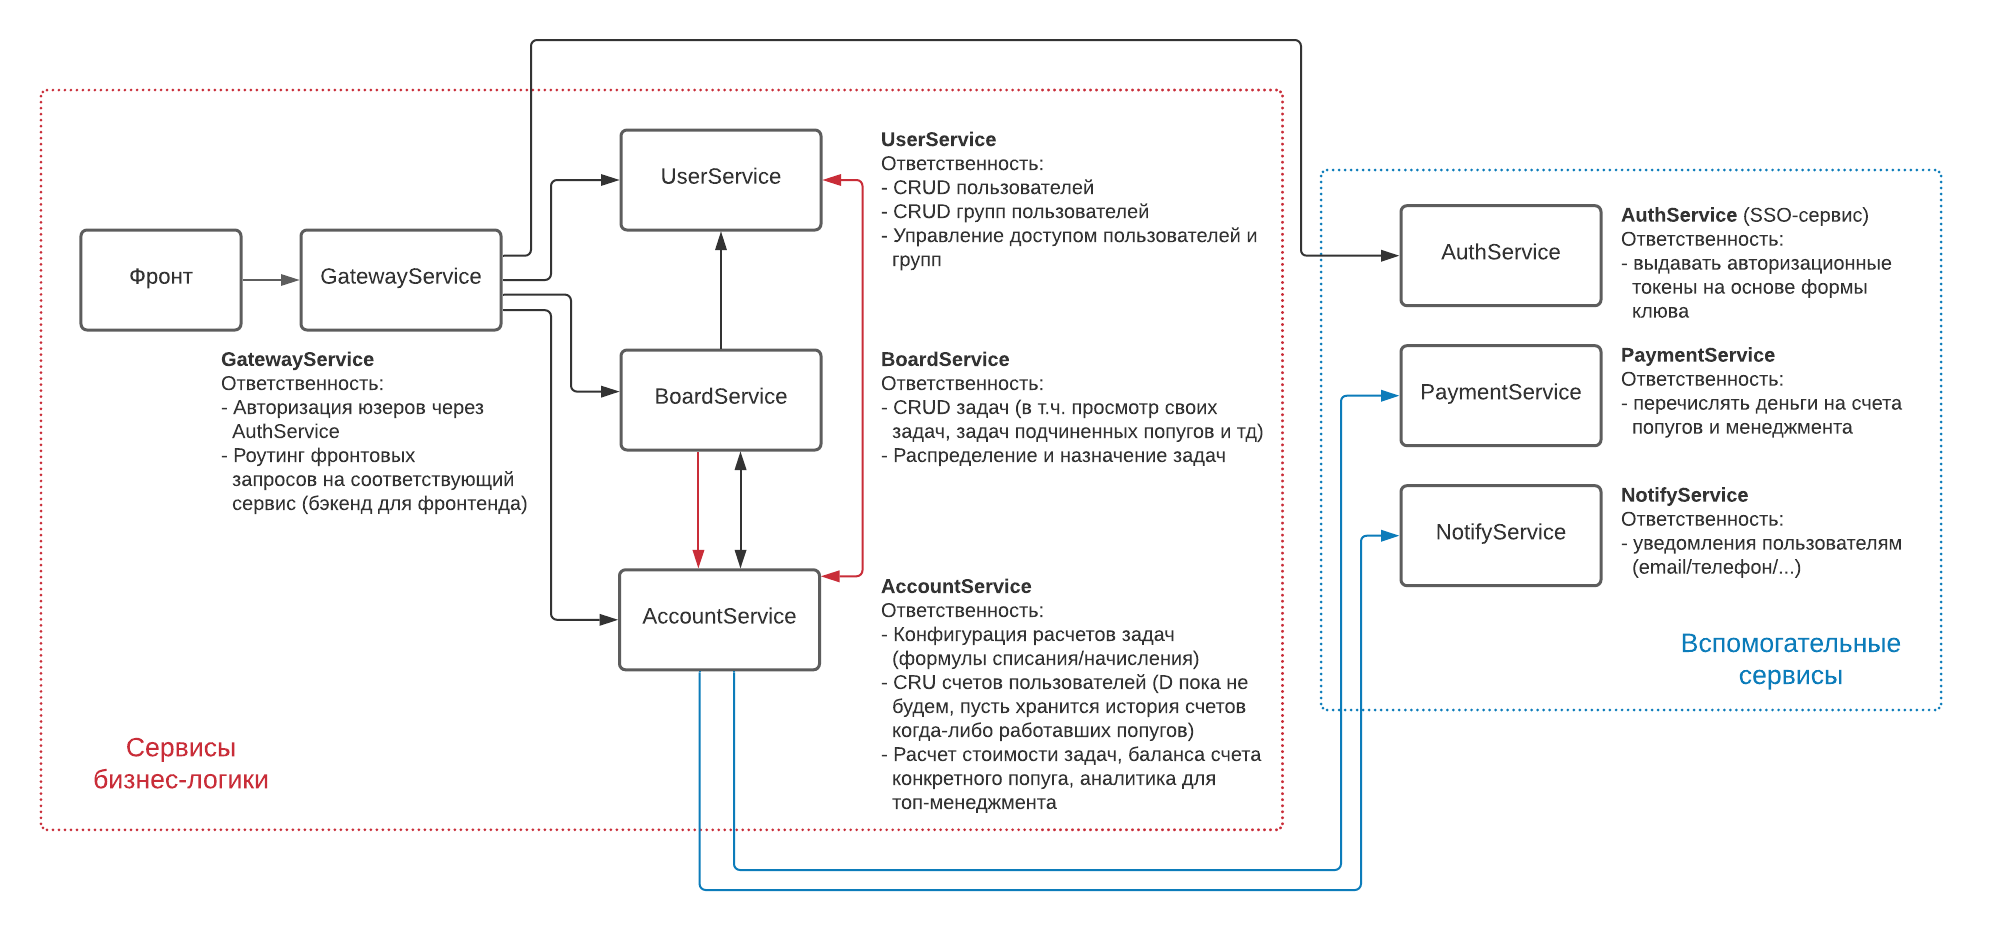 Фронт
GatewayService
GatewayService
Ответственность:
- Авторизация юзеров через
AuthService
- Роутинг фронтовых
запросов на соответствующий
сервис (бэкенд для фронтенда)
UserService
UserService
Ответственность:
- CRUD пользователей
- CRUD групп пользователей
- Управление доступом пользователей и
групп
BoardService
BoardService
Ответственность:
- CRUD задач (в т.ч. просмотр своих
задач, задач подчиненных попугов и тд)
- Распределение и назначение задач
AccountService
AccountService
Ответственность:
- Конфигурация расчетов задач
(формулы списания/начисления)
- CRU счетов пользователей (D пока не
будем, пусть хранится история счетов
когда-либо работавших попугов)
- Расчет стоимости задач, баланса счета
конкретного попуга, аналитика для
топ-менеджмента
Сервисы
бизнес-логики
AuthService
AuthService (SSO-сервис)
Ответственность:
- выдавать авторизационные
токены на основе формы
клюва
PaymentService
PaymentService
Ответственность:
- перечислять деньги на счета
попугов и менеджмента
NotifyService
NotifyService
Ответственность:
- уведомления пользователям
(email/телефон/...)
Вспомогательные
сервисы